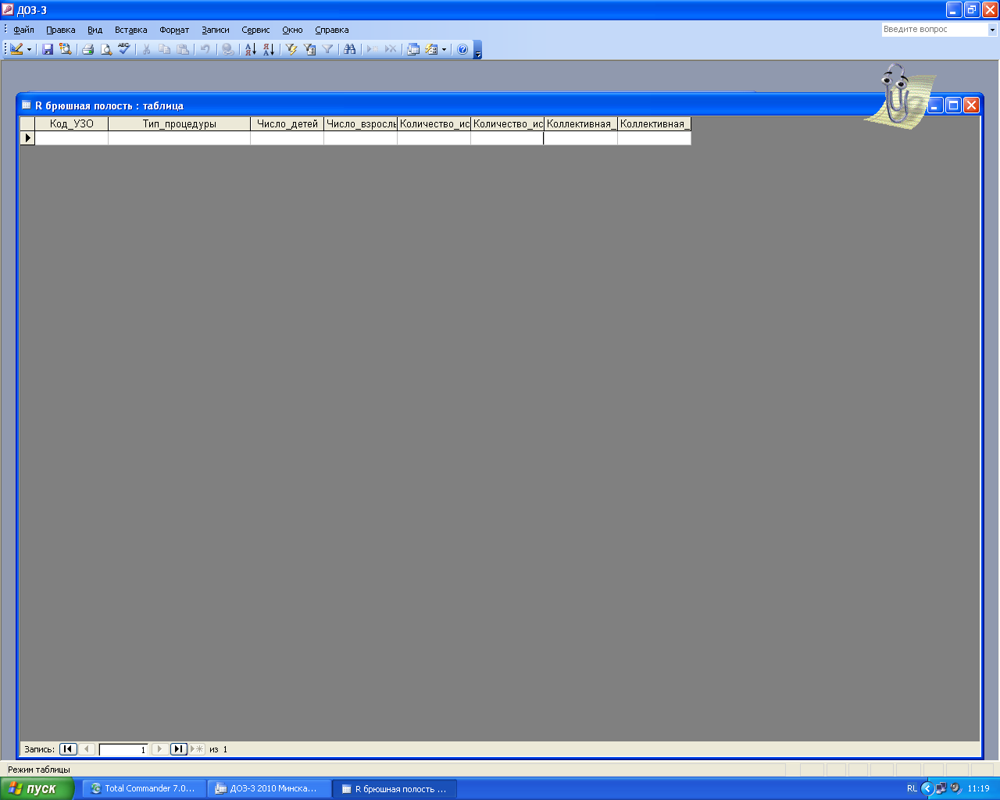 ДОЗ-3
Файл Правка Вид Вставка Формат Записи Сервис Окно Справка
Введите вопрос
R брюшная полость : таблица
Код_УЗО Тип_процедуры Число_детей Число_взрослы Количество_ис Количество_ис Коллективная_ Коллективная_
Запись: 1 из 1
Режим таблицы
пуск Total Commander 7.0... ДОЗ-3 2010 Минска... R брюшная полость ... RL 11:19